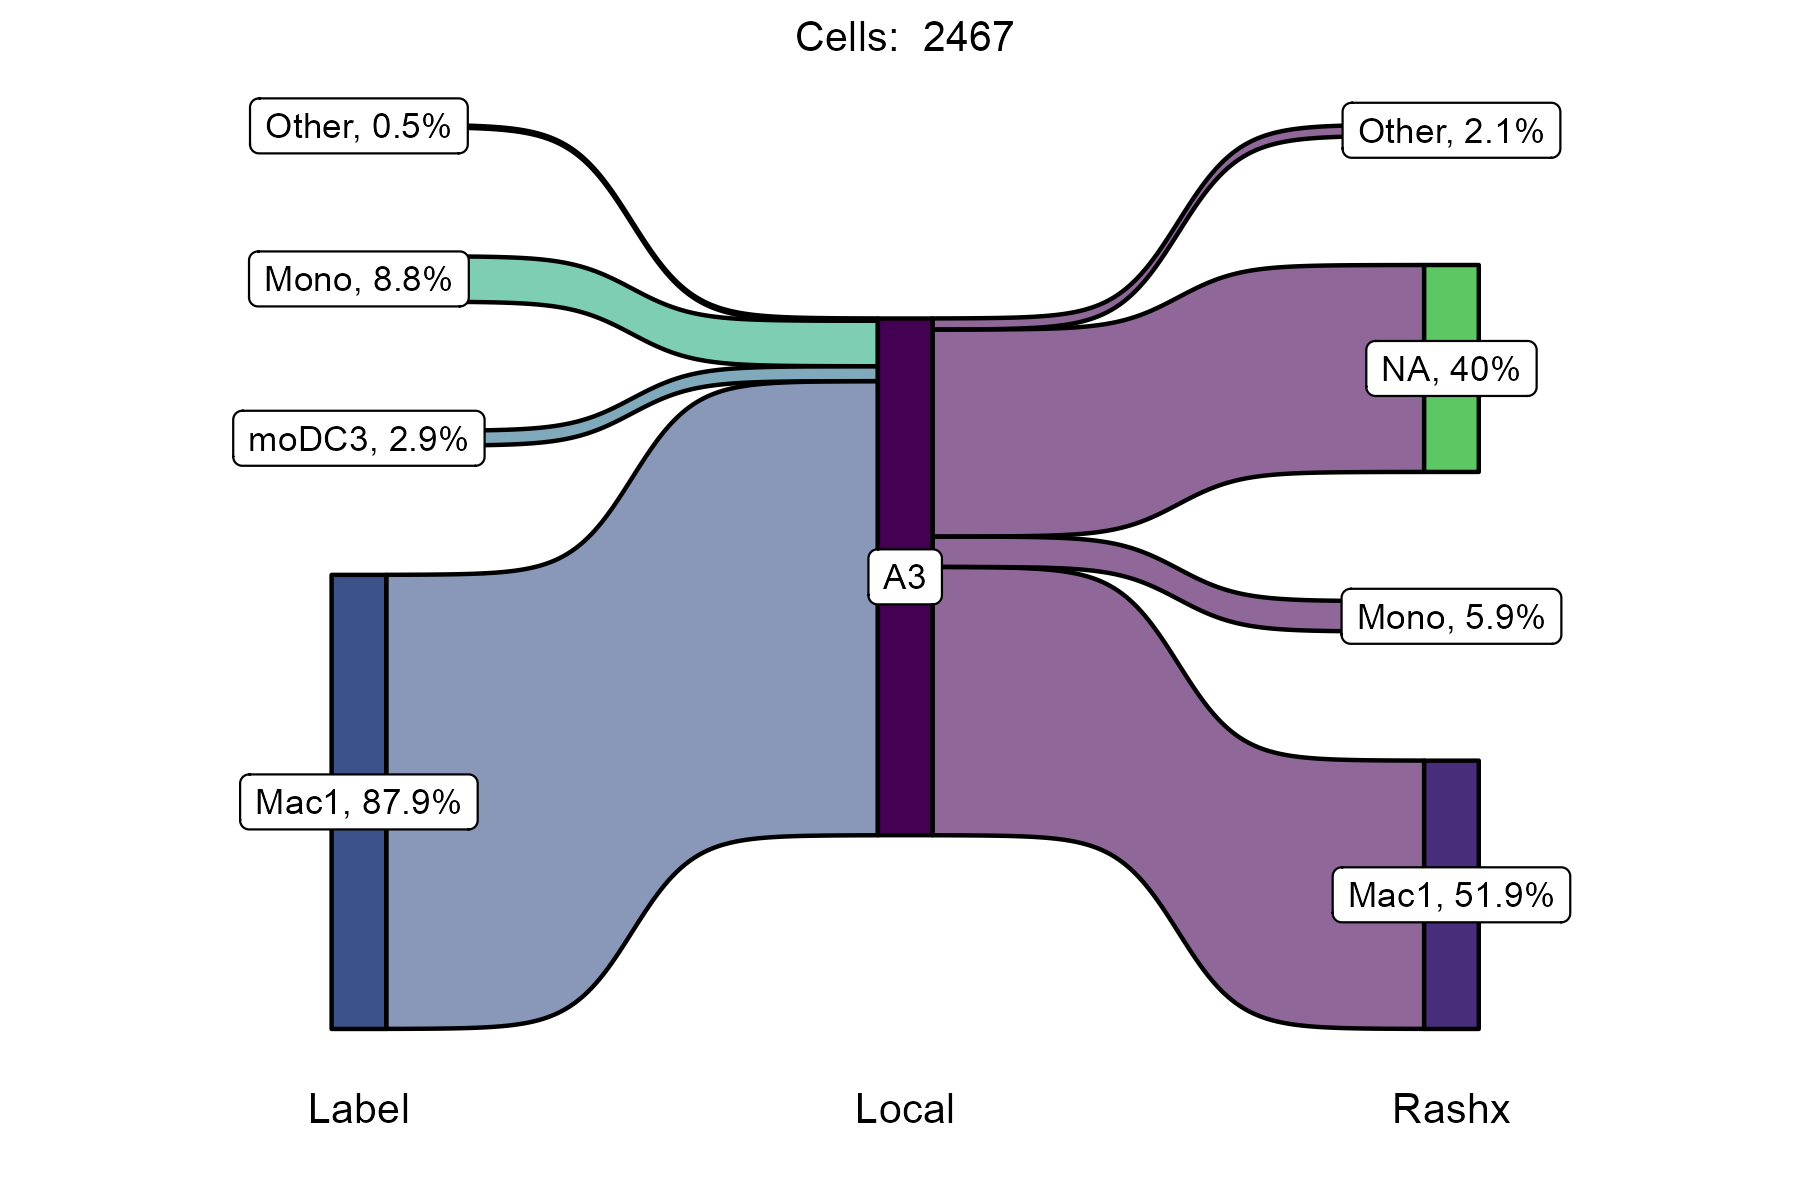 Cells:  2467
Other, 0.5%
Mono, 8.8%
moDC3, 2.9%
Mac1, 87.9%
A3
Other, 2.1%
NA, 40%
Mono, 5.9%
Mac1, 51.9%
Label
Local
Rashx